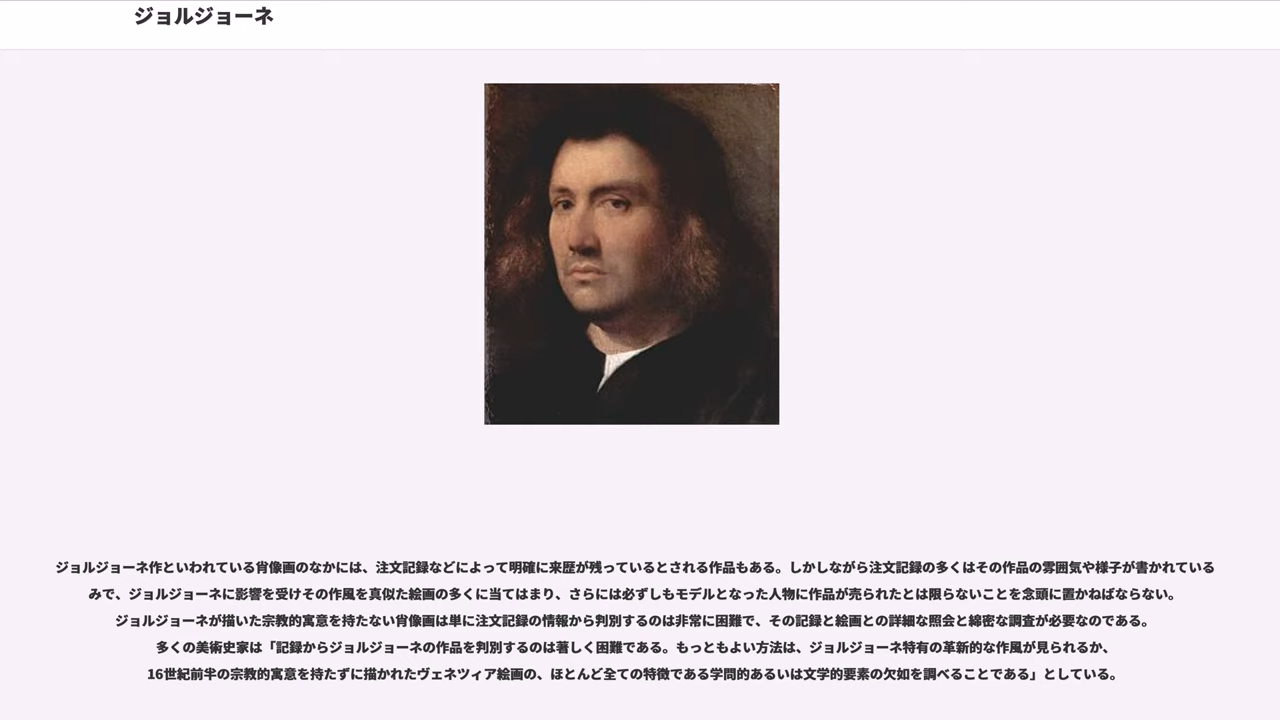 ジョルジョーネ
ジョルジョーネ作といわれている肖像画のなかには、注文記録などによって明確に来歴が残っているとされる作品もある。しかしながら注文記録の多くはその作品の雰囲気や様子が書かれている
みで、ジョルジョーネに影響を受けその作風を真似た絵画の多くに当てはまり、さらには必ずしもモデルとなった人物に作品が売られたとは限らないことを念頭に置かねばならない。
ジョルジョーネが描いた宗教的寓意を持たない肖像画は単に注文記録の情報から判別するのは非常に困難で、その記録と絵画との詳細な照会と綿密な調査が必要なのである。
多くの美術史家は「記録からジョルジョーネの作品を判別するのは著しく困難である。もっともよい方法は、ジョルジョーネ特有の革新的な作風が見られるか、
16世紀前半の宗教的寓意を持たずに描かれたヴェネツィア絵画の、ほとんど全ての特徴である学問的あるいは文学的要素の欠如を調べることである」としている。